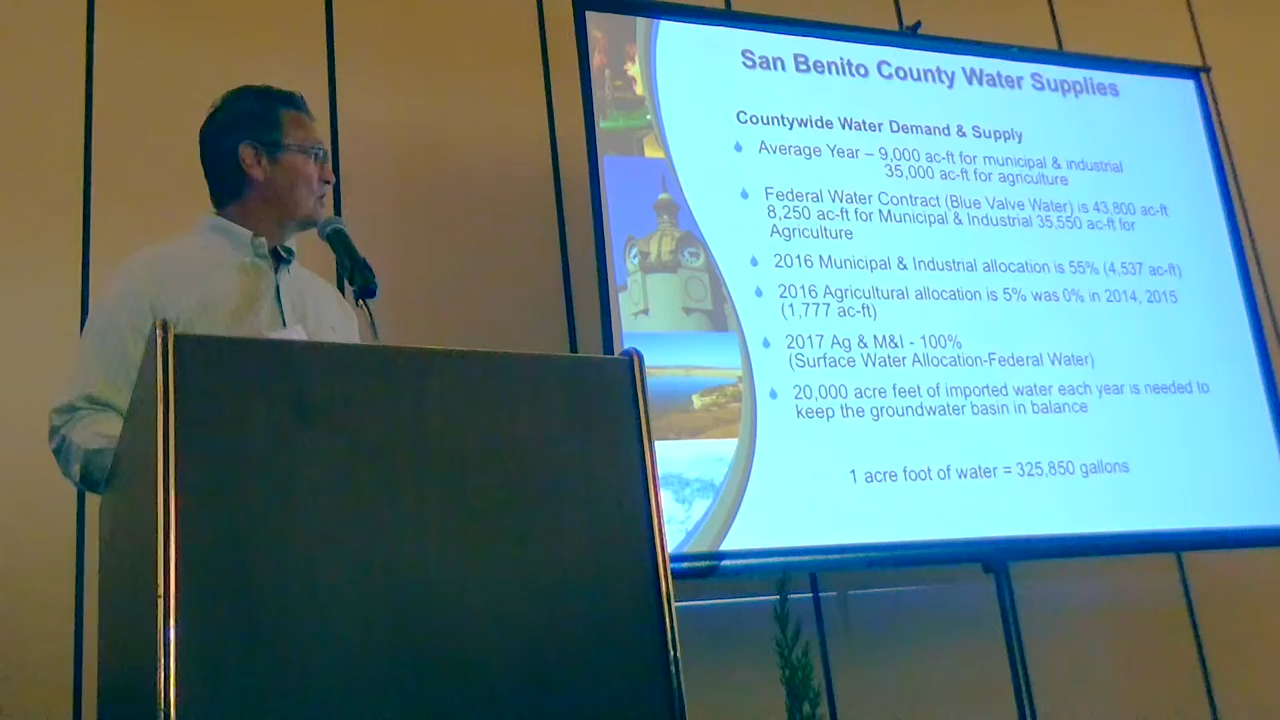 San Benito County Water Supplies
Countywide Water Demand & Supply
Average Year – 9,000 ac-ft for municipal & industrial
35,000 ac-ft for agriculture
Federal Water Contract (Blue Valve Water) is 43,800 ac-ft
8,250 ac-ft for Municipal & Industrial 35,550 ac-ft for
Agriculture
2016 Municipal & Industrial allocation is 55% (4,537 ac-ft)
2016 Agricultural allocation is 5% was 0% in 2014, 2015
(1,777 ac-ft)
2017 Ag & M&I - 100%
(Surface Water Allocation-Federal Water)
20,000 acre feet of imported water each year is needed to
keep the groundwater basin in balance
1 acre foot of water = 325,850 gallons